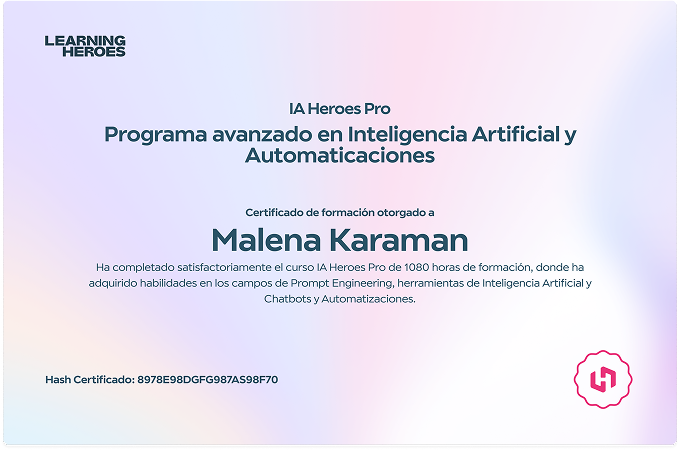 LEARNING
HEROES
IA Heroes Pro
Programa avanzado en Inteligencia Artificial y
Automaticaciones
Certificado de formación otorgado a
Malena Karaman
Ha completado satisfactoriamente el curso IA Heroes Pro de 1080 horas de formación, donde ha
adquirido habilidades en los campos de Prompt Engineering, herramientas de Inteligencia Artificial y
Chatbots y Automatizaciones.
Hash Certificado: 8978E98DGFG987AS98F70